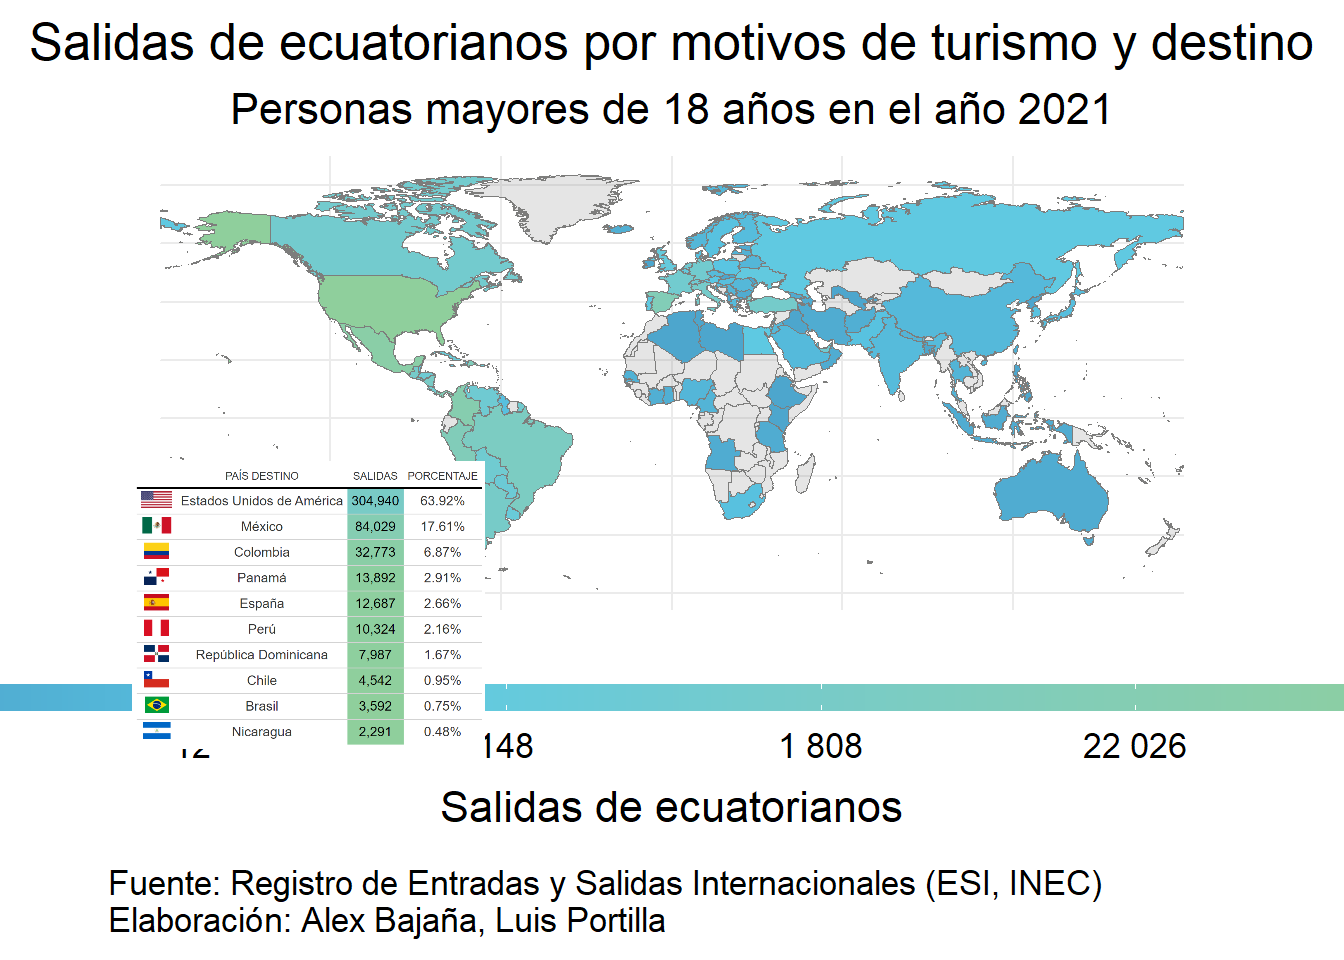 Salidas de ecuatorianos por motivos de turismo y destino
Personas mayores de 18 años en el año 2021
PAÍS DESTINO SALIDAS PORCENTAJE
Estados Unidos de América 304,940 63.92%
México 84,029 17.61%
Colombia 32,773 6.87%
Panamá 13,892 2.91%
España 12,687 2.66%
Perú 10,324 2.16%
República Dominicana 7,987 1.67%
Chile 4,542 0.95%
Brasil 3,592 0.75%
Nicaragua 2,291 0.48%
12 148 1 808 22 026
Salidas de ecuatorianos
Fuente: Registro de Entradas y Salidas Internacionales (ESI, INEC)
Elaboración: Alex Bajaña, Luis Portilla